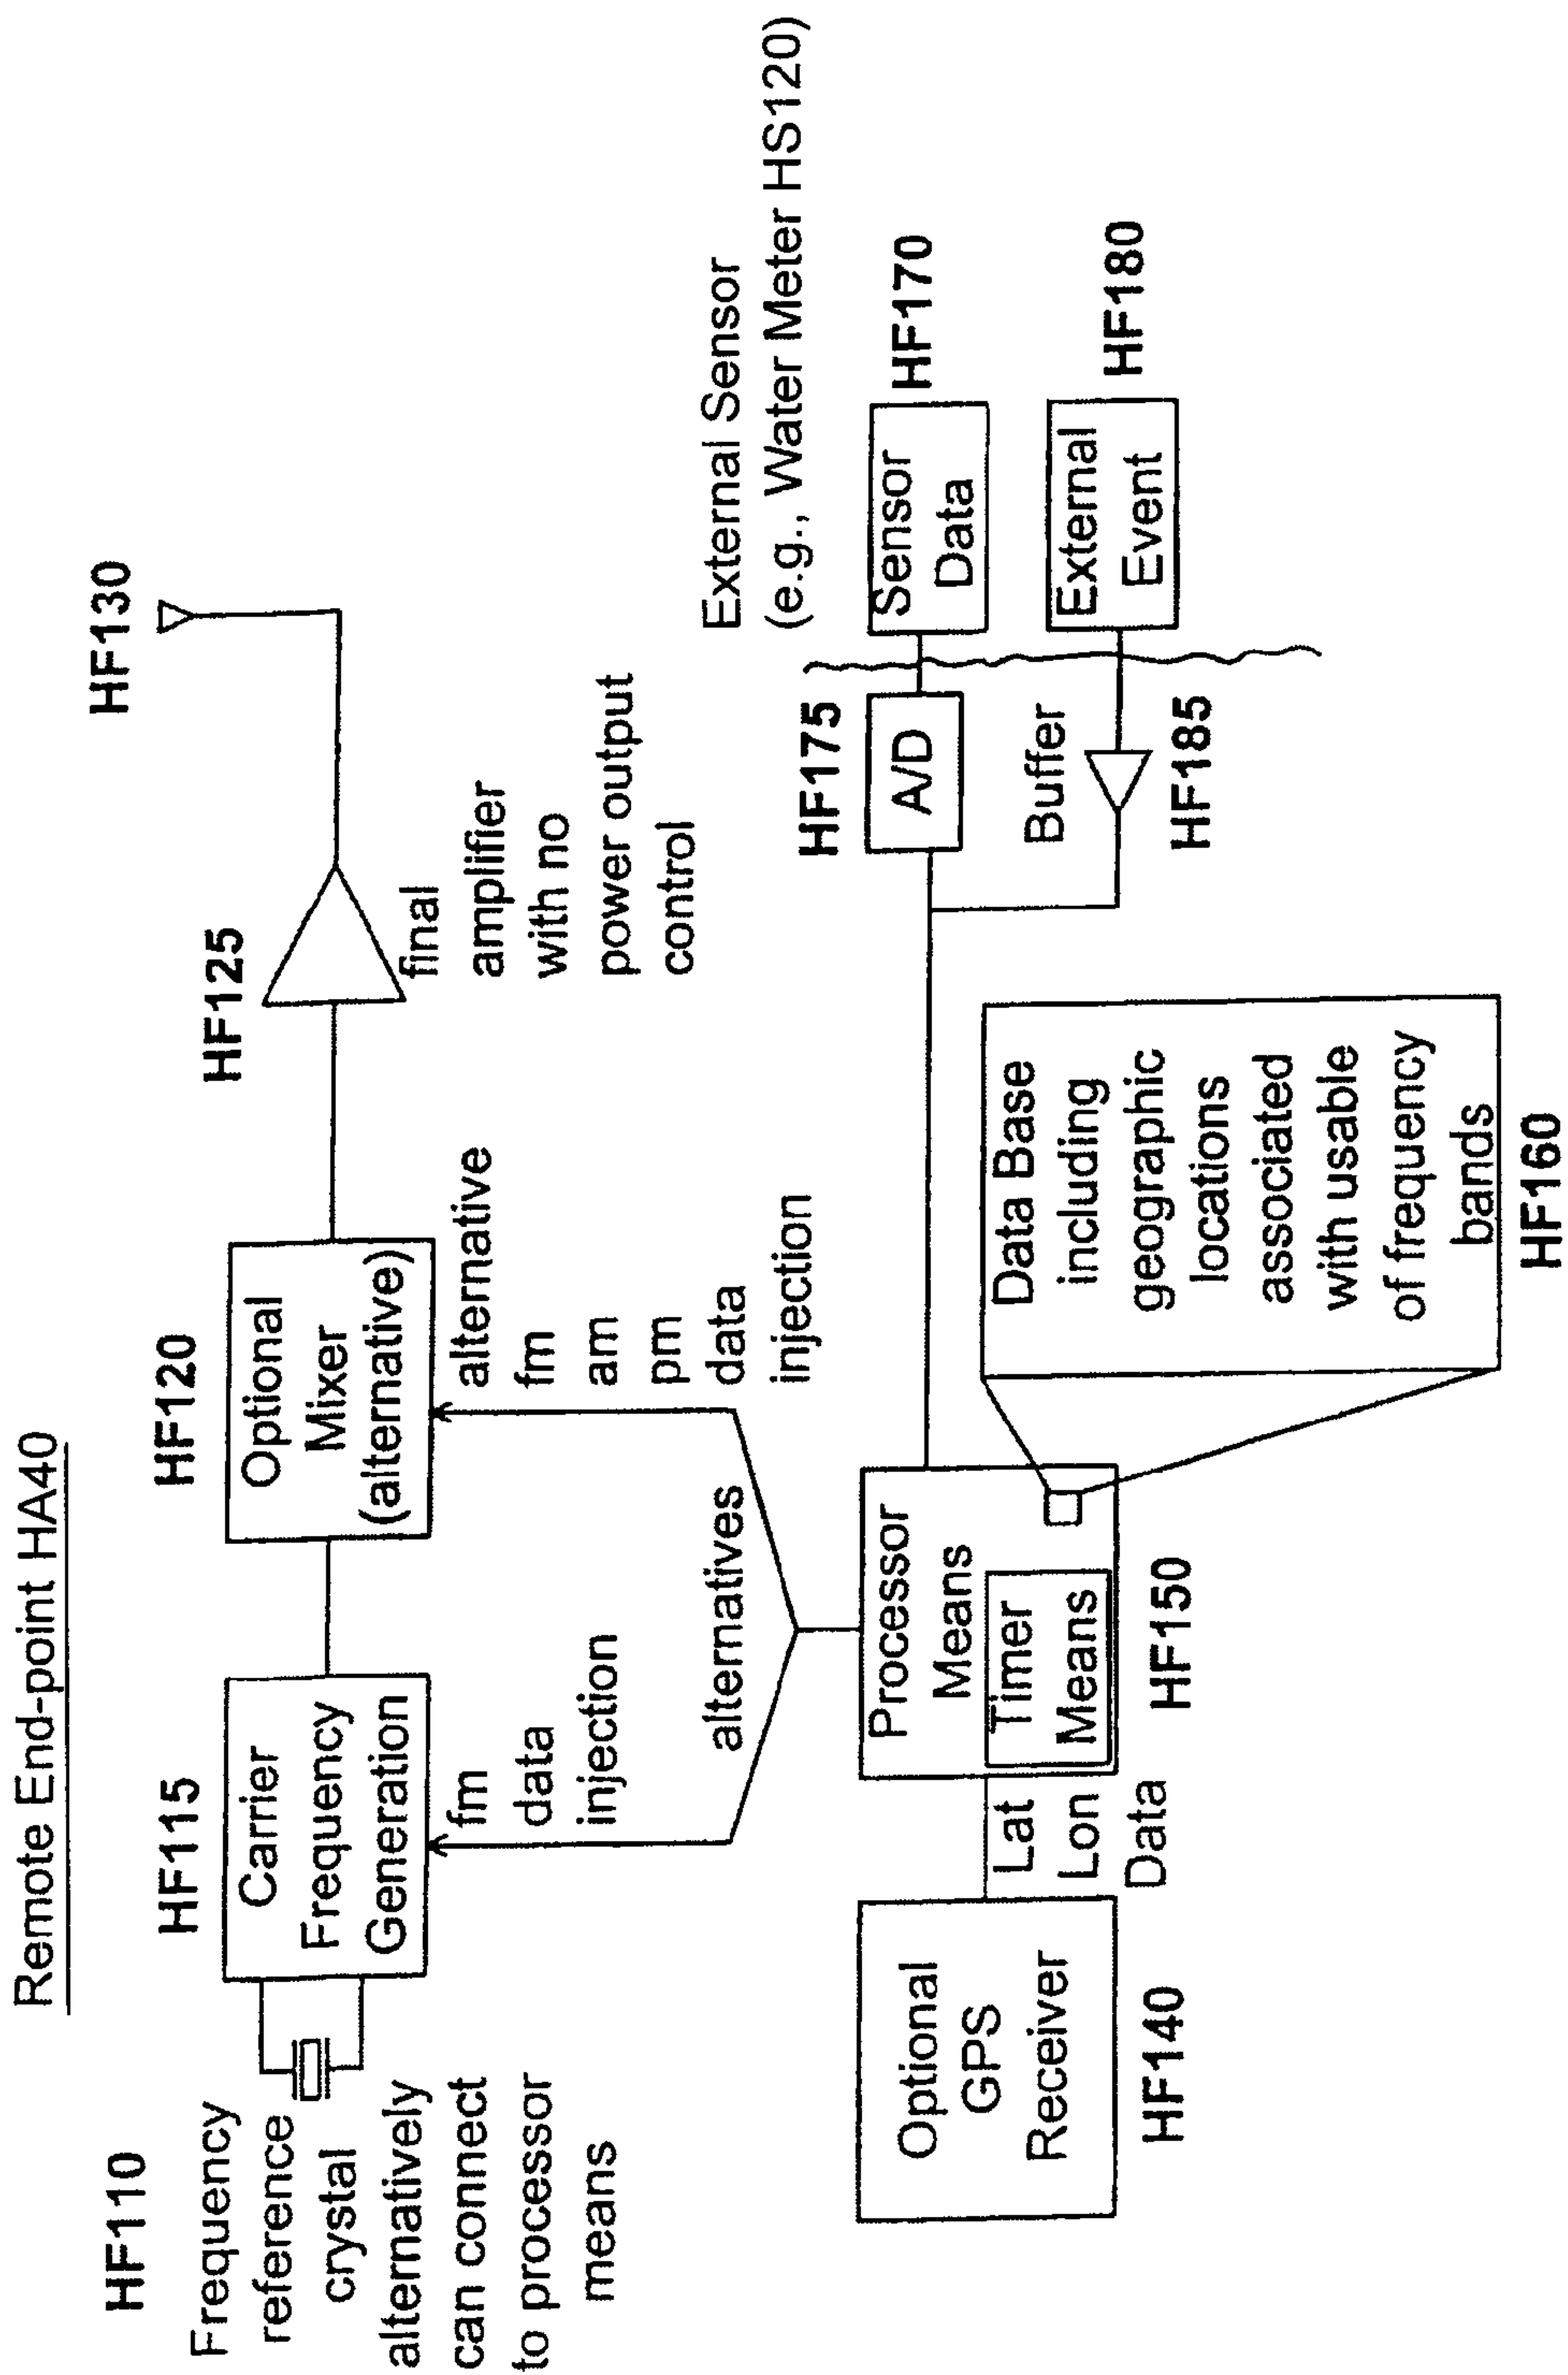 Remote End-point HA40
HF110
Frequency
reference
crystal
alternatively
can connect
to processor
means
HF115
Carrier
Frequency
Generation
fm
data
injection
HF120
Optional
Mixer
(alternative)
alternative
fm
am
pm
data
injection
alternatives
HF125
final
amplifier
with no
power output
control
HF130
Optional
GPS
Receiver
HF140
Lat
Lon
Data
Processor
Means
Timer
Means
HF150
Data Base
including
geographic
locations
associated
with usable
of frequency
bands
HF160
HF175
A/D
Buffer
HF185
External Sensor
(e.g., Water Meter HS120)
Sensor
Data
HF170
External
Event
HF180